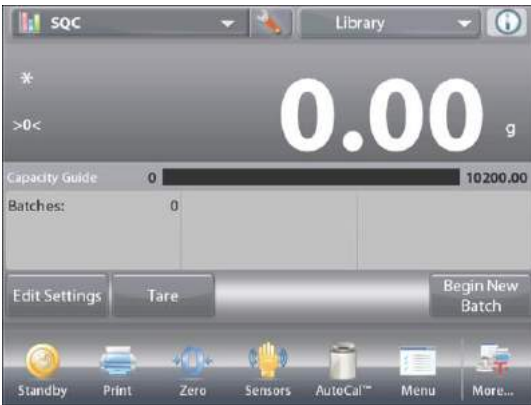 SQC Library
*
>0<
0.00 g
Capacity Guide 0 10200.00
Batches: 0
Edit Settings Tare Begin New
Batch
Standby Print Zero Sensors AutoCal™ Menu More...